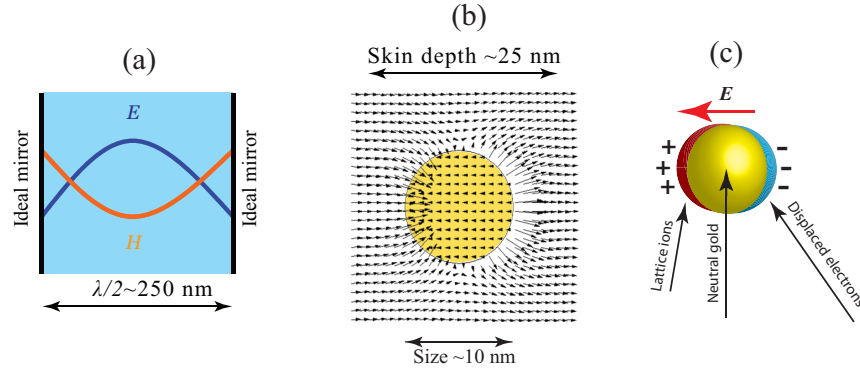 (a)
E
H
Ideal mirror
Ideal mirror
λ/2~250 nm
(b)
Skin depth ~25 nm
Size ~10 nm
(c)
E
+
+
+
-
-
-
Lattice ions
Neutral gold
Displaced electrons